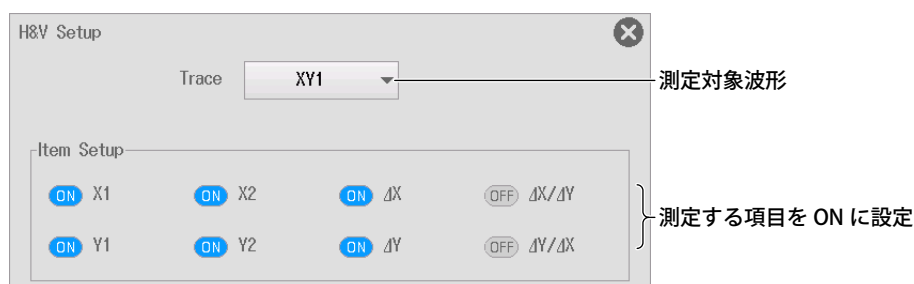 H&V Setup
Trace XY1 測定対象波形
Item Setup
ON X1 ON X2 ON ΔX OFF ΔX/ΔY
測定する項目を ON に設定
ON Y1 ON Y2 ON ΔY OFF ΔY/ΔX